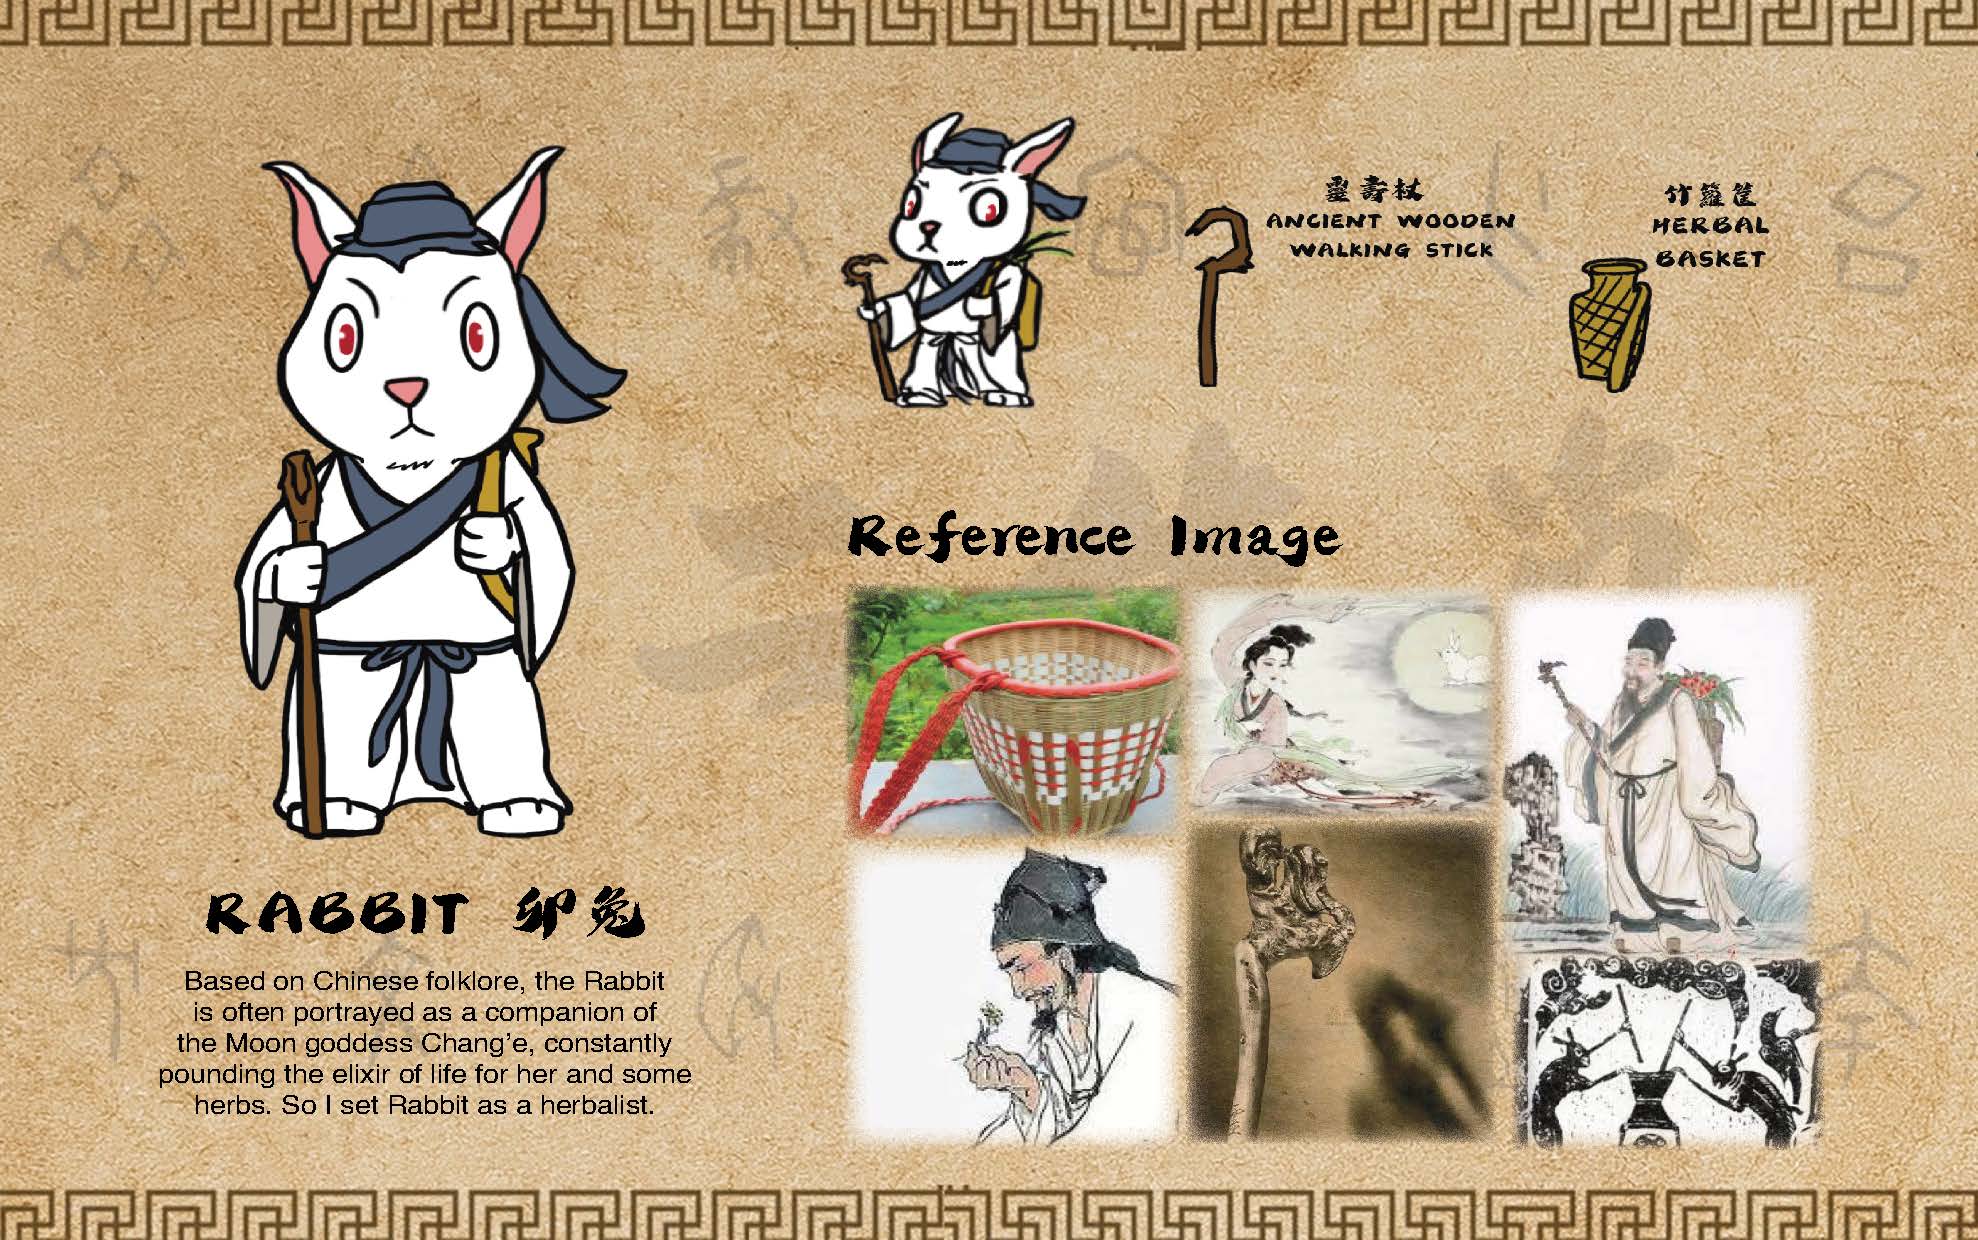 RABBIT 卯兔
Based on Chinese folklore, the Rabbit
is often portrayed as a companion of
the Moon goddess Chang’e, constantly
pounding the elixir of life for her and some
herbs. So I set Rabbit as a herbalist.
靈壽杖
ANCIENT WOODEN
WALKING STICK
竹籮筐
HERBAL
BASKET
Reference Image